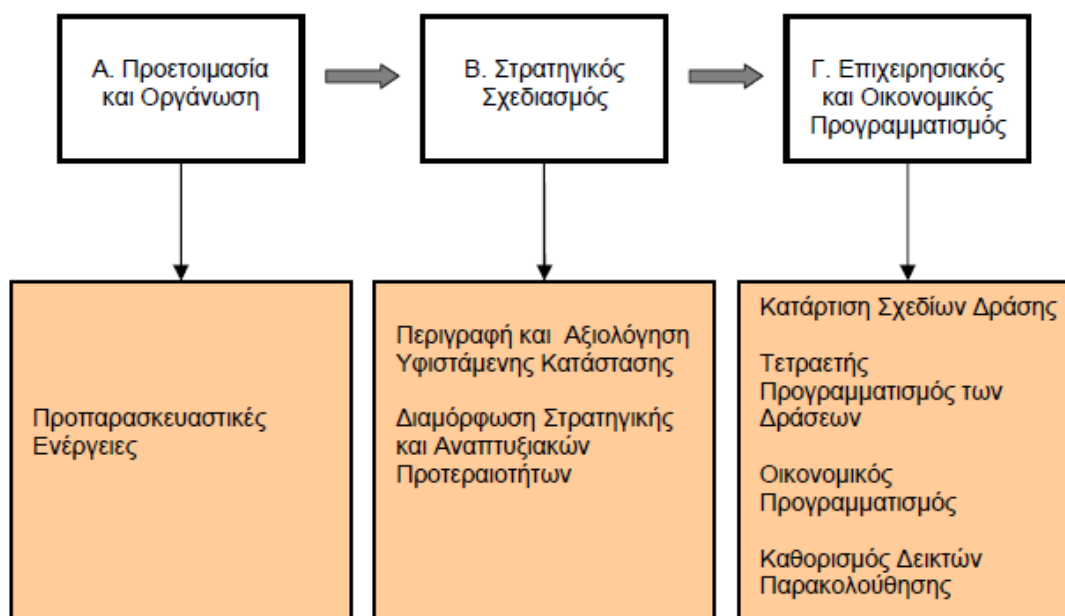 Α. Προετοιμασία
και Οργάνωση
Β. Στρατηγικός
Σχεδιασμός
Γ. Επιχειρησιακός
και Οικονομικός
Προγραμματισμός
Προπαρασκευαστικές
Ενέργειες
Περιγραφή και Αξιολόγηση
Υφιστάμενης Κατάστασης
Διαμόρφωση Στρατηγικής
και Αναπτυξιακών
Προτεραιοτήτων
Κατάρτιση Σχεδίων Δράσης
Τετραετής
Προγραμματισμός των
Δράσεων
Οικονομικός
Προγραμματισμός
Καθορισμός Δεικτών
Παρακολούθησης